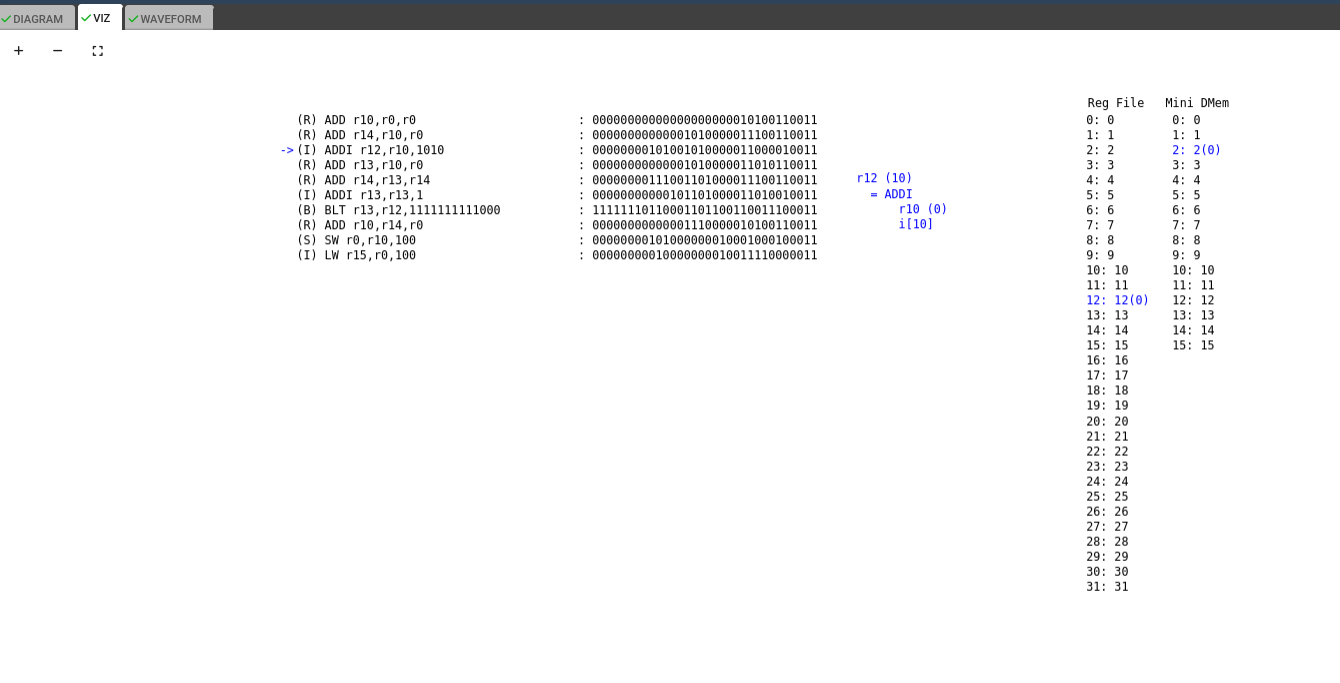 DIAGRAM VIZ WAVEFORM
+ −
Reg File Mini DMem
(R) ADD r10,r0,r0 : 00000000000000000000010100110011 0: 0 0: 0
(R) ADD r14,r10,r0 : 00000000000001010000011100110011 1: 1 1: 1
->(I) ADDI r12,r10,1010 : 00000000101001010000011000010011 2: 2 2: 2(0)
(R) ADD r13,r10,r0 : 00000000000001010000011010110011 3: 3 3: 3
(R) ADD r14,r13,r14 : 00000000111001101000011100110011 r12 (10) 4: 4 4: 4
(I) ADDI r13,r13,1 : 00000000000101101000011010010011 = ADDI 5: 5 5: 5
(B) BLT r13,r12,1111111111000 : 11111110110001101100110011100011 r10 (0) 6: 6 6: 6
(R) ADD r10,r14,r0 : 00000000000001110000010100110011 i[10] 7: 7 7: 7
(S) SW r0,r10,100 : 00000000101000000010001000100011 8: 8 8: 8
(I) LW r15,r0,100 : 00000000010000000010011110000011 9: 9 9: 9
10: 10 10: 10
11: 11 11: 11
12: 12(0) 12: 12
13: 13 13: 13
14: 14 14: 14
15: 15 15: 15
16: 16
17: 17
18: 18
19: 19
20: 20
21: 21
22: 22
23: 23
24: 24
25: 25
26: 26
27: 27
28: 28
29: 29
30: 30
31: 31